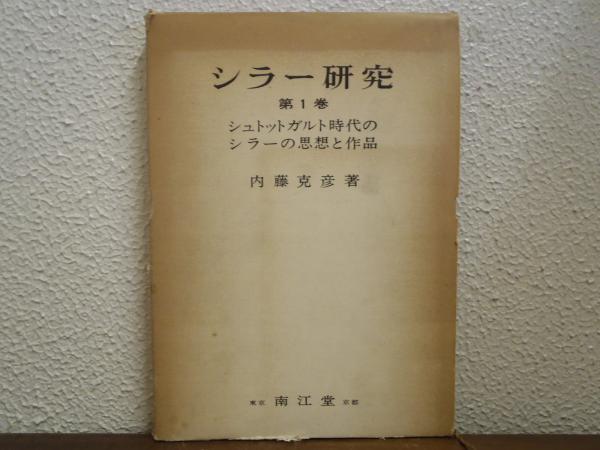 シラー研究
第1巻
シュトットガルト時代の
シラーの思想と作品
内藤克彦著
東京 南江堂 京都